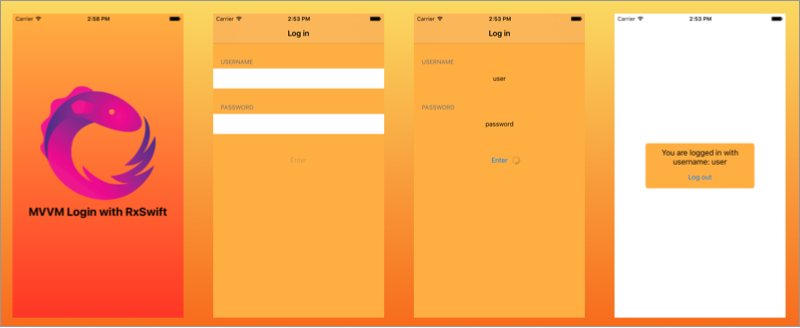 Carrier 2:58 PM
MVVM Login with RxSwift
Carrier 2:53 PM
Log in
USERNAME
PASSWORD
Enter
Carrier 2:53 PM
Log in
USERNAME
user
PASSWORD
password
Enter
Carrier 2:53 PM
You are logged in with
username: user
Log out